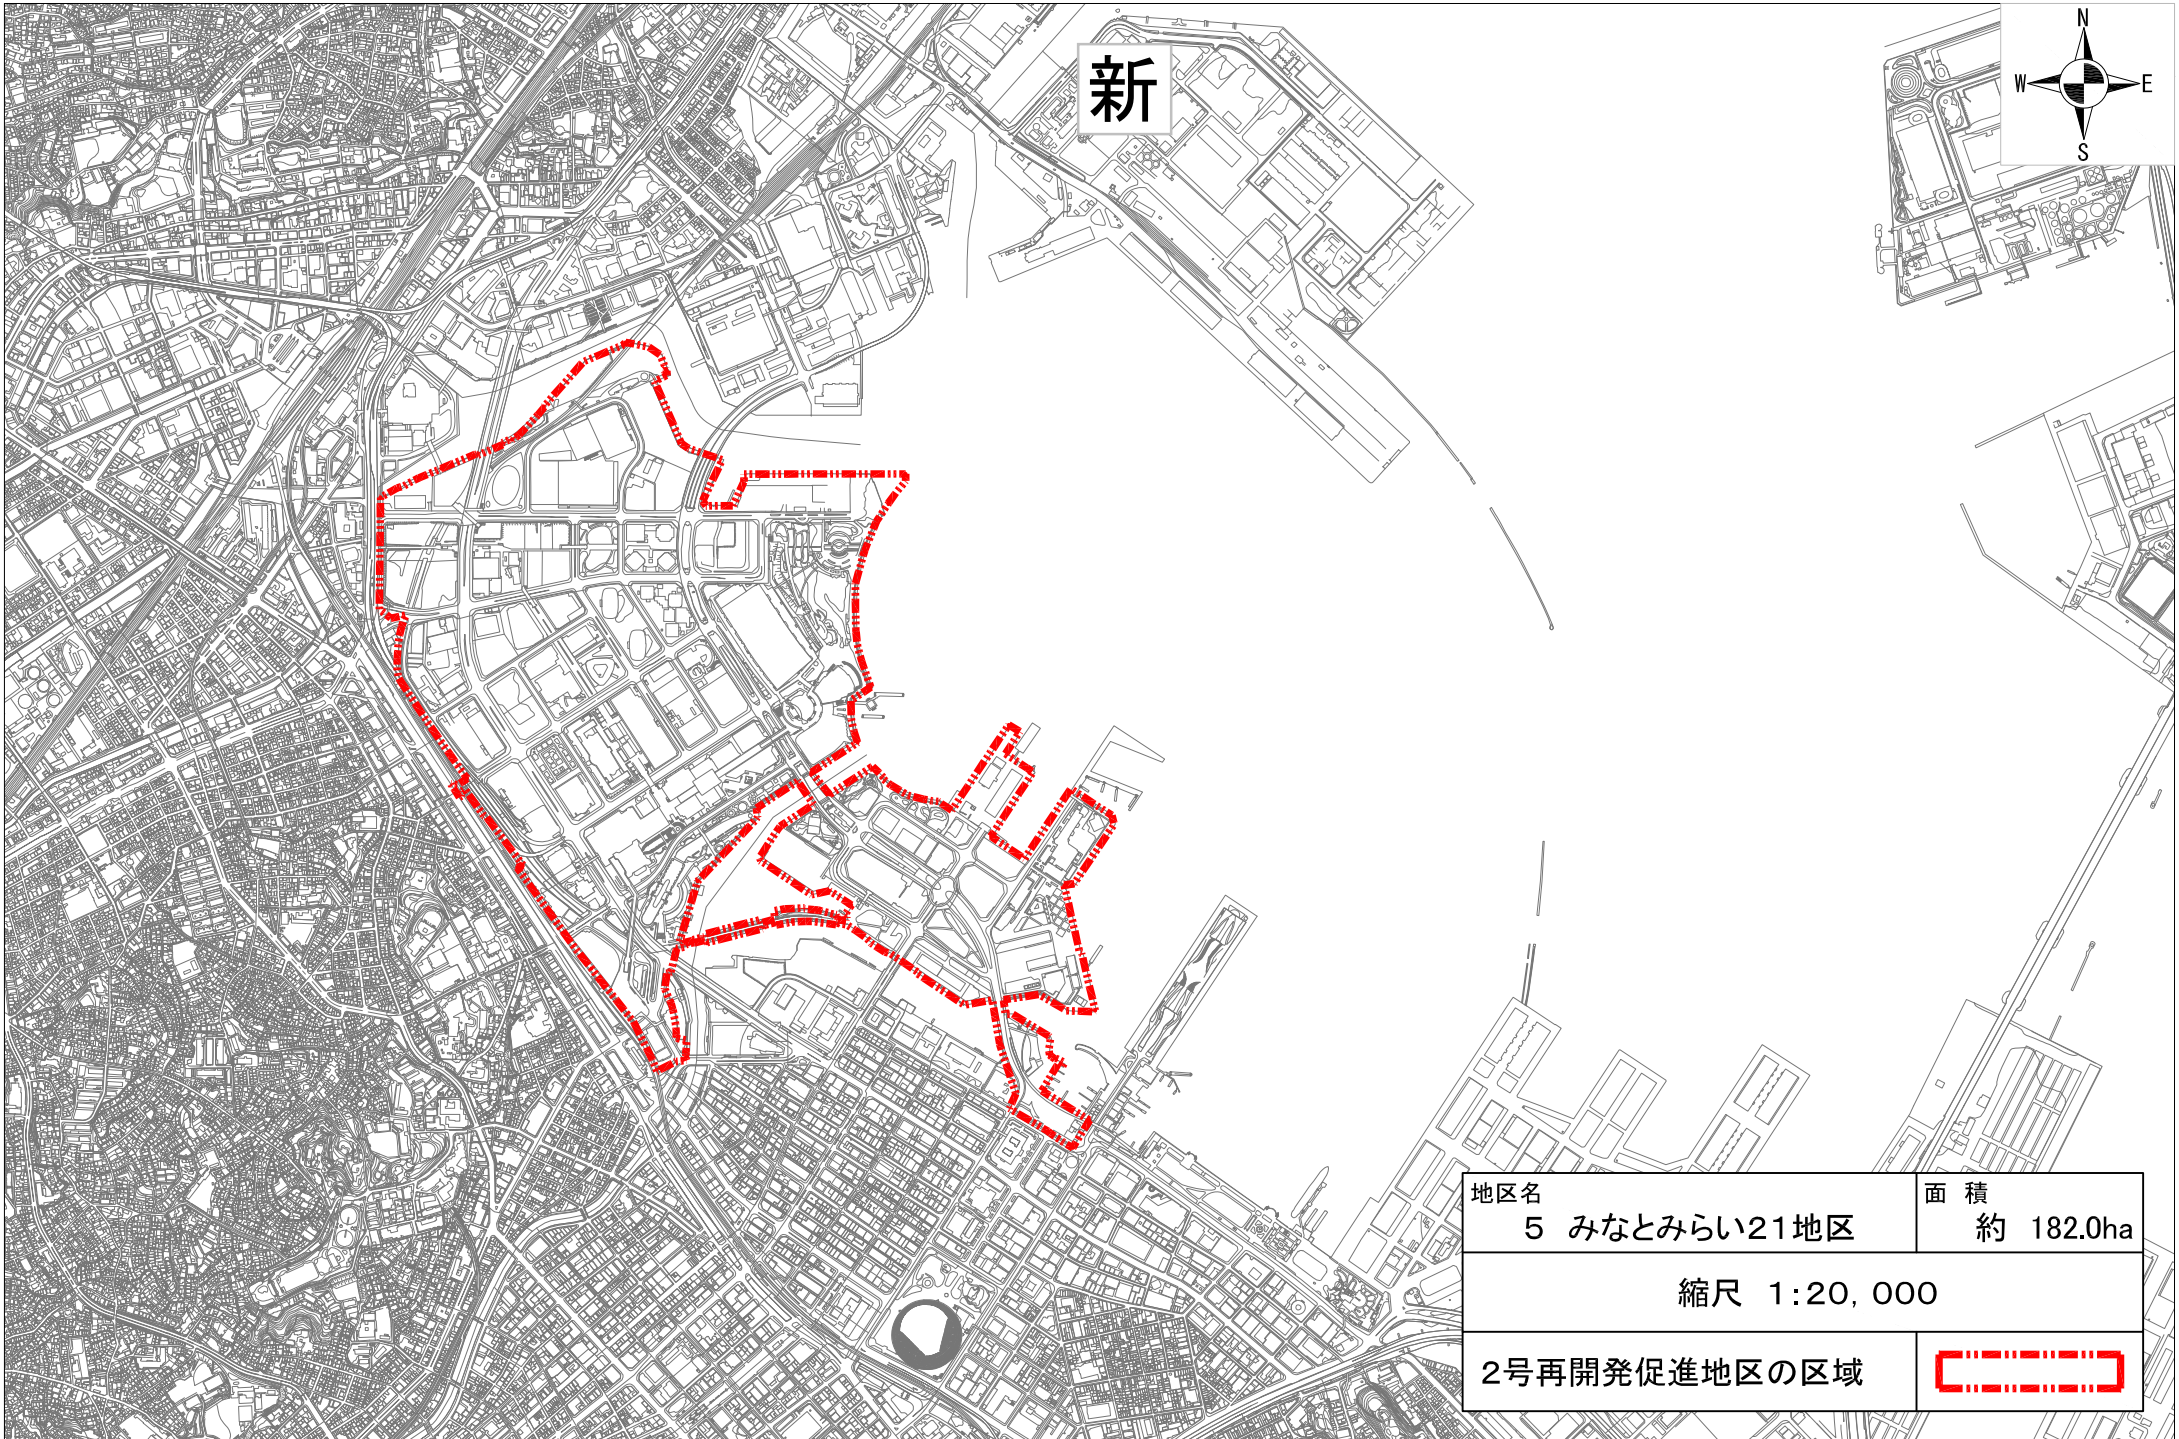 新
N
W E
S
地区名
5 みなとみらい21地区
面 積
約 182.0ha
縮尺 1:20,000
2号再開発促進地区の区域